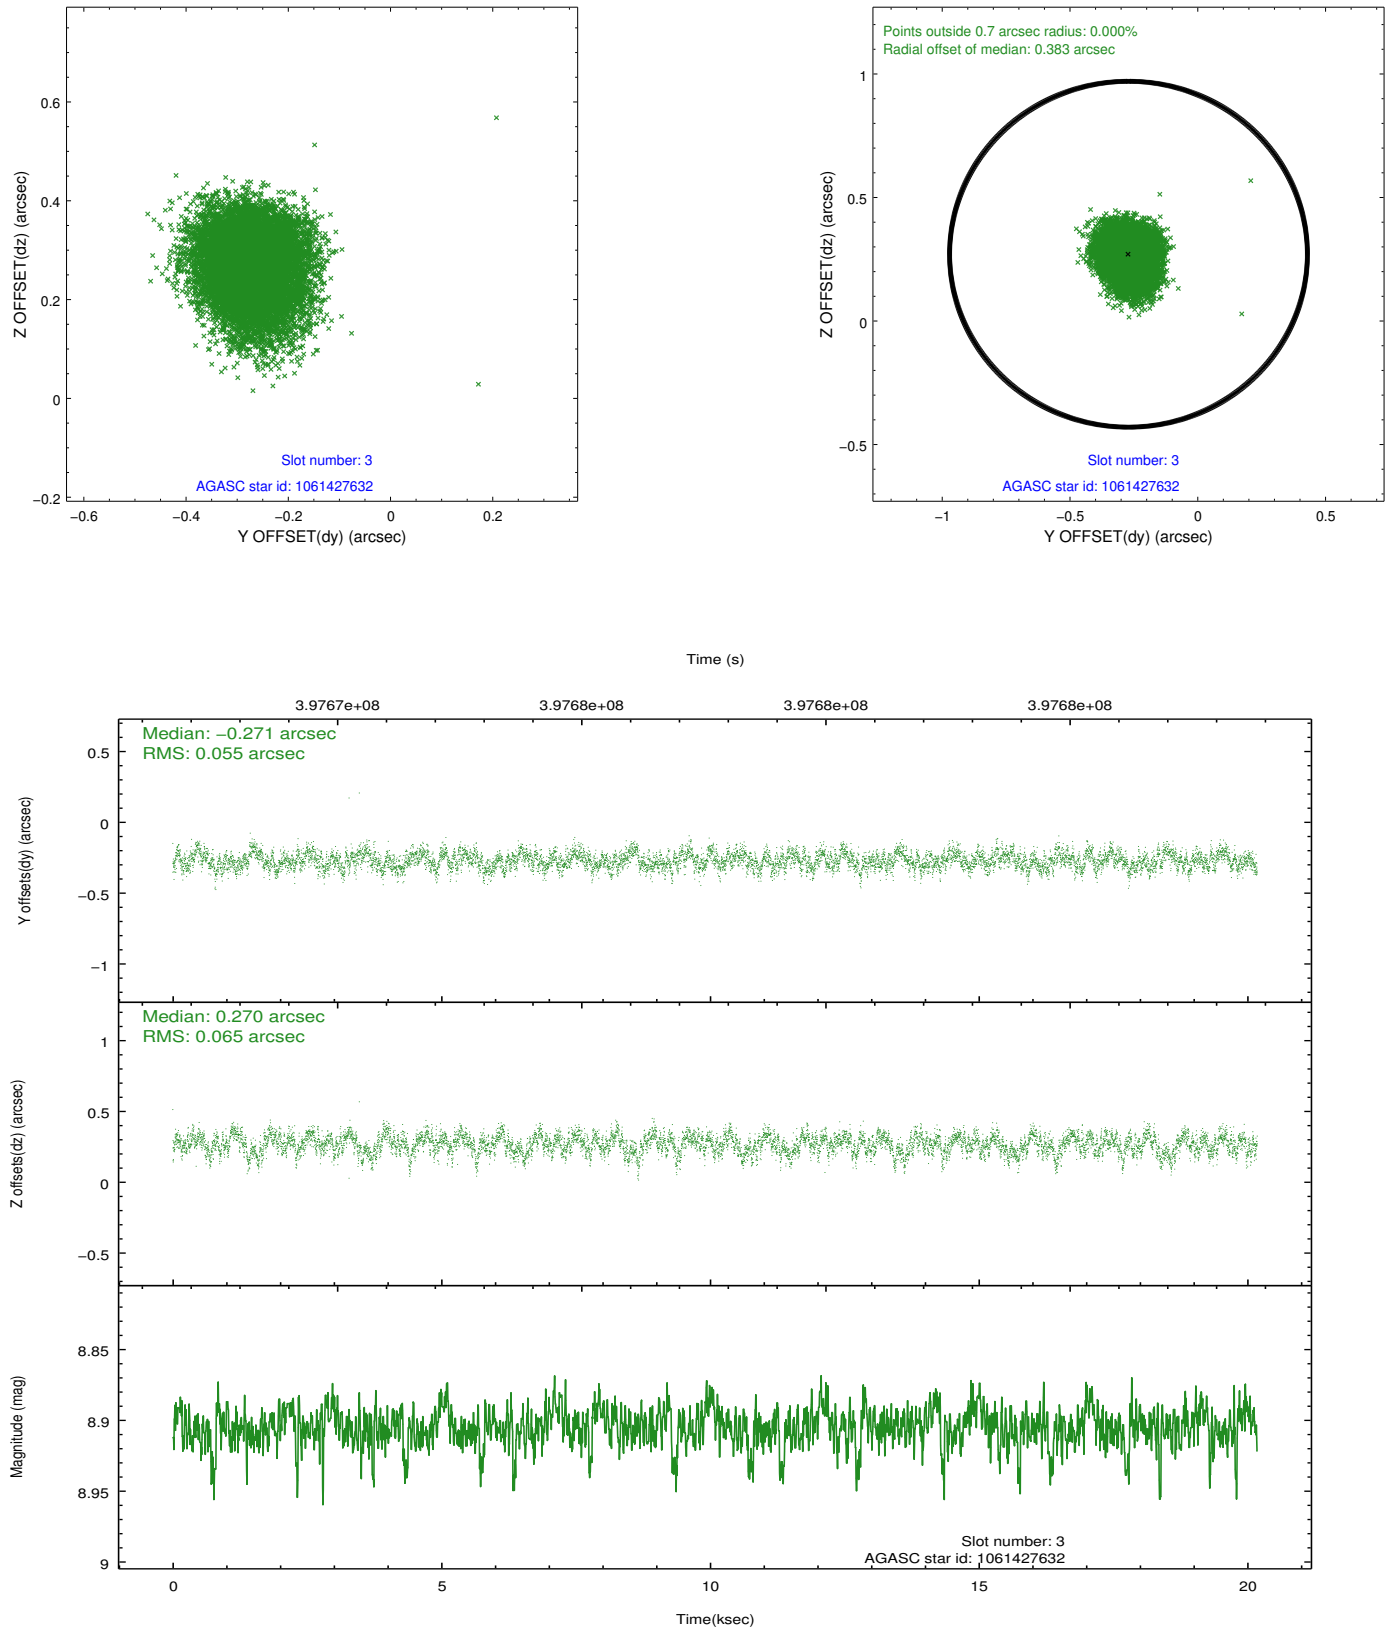 0.6
0.4
0.2
0
−0.2
Z OFFSET(dz) (arcsec)
Slot number: 3
AGASC star id: 1061427632
−0.6
−0.4
−0.2
0
0.2
Y OFFSET(dy) (arcsec)
Points outside 0.7 arcsec radius: 0.000%
Radial offset of median: 0.383 arcsec
1
0.5
0
−0.5
Z OFFSET(dz) (arcsec)
Slot number: 3
AGASC star id: 1061427632
−1
−0.5
0
0.5
Y OFFSET(dy) (arcsec)
Time (s)
3.9767e+08
3.9768e+08
3.9768e+08
3.9768e+08
Median: −0.271 arcsec
RMS: 0.055 arcsec
0.5
0
−0.5
−1
Y offsets(dy) (arcsec)
Median: 0.270 arcsec
RMS: 0.065 arcsec
1
0.5
0
−0.5
Z offsets(dz) (arcsec)
8.85
8.9
8.95
9
Magnitude (mag)
Slot number: 3
AGASC star id: 1061427632
0
5
10
15
20
Time(ksec)